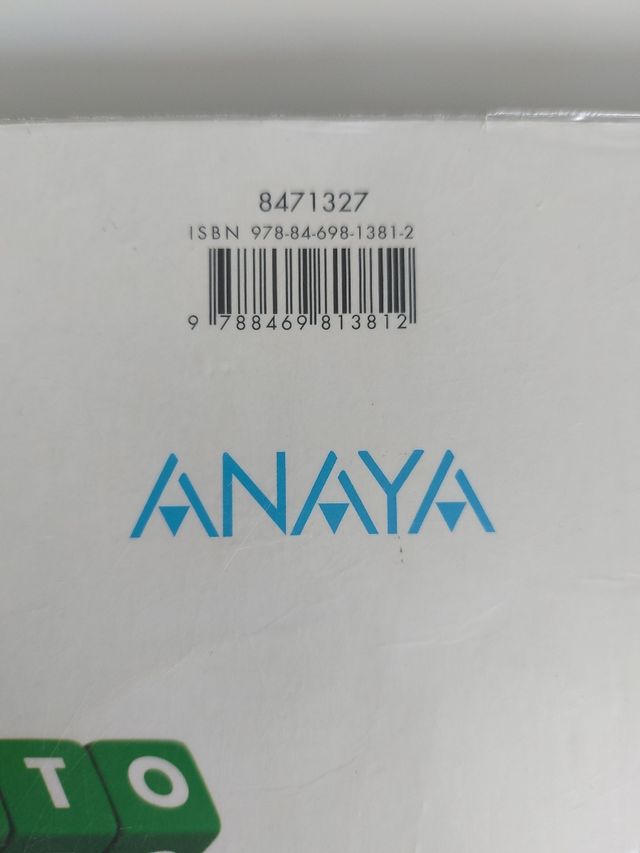 8471327
ISBN 978-84-698-1381-2
9 788469 813812
ANAYA
TO